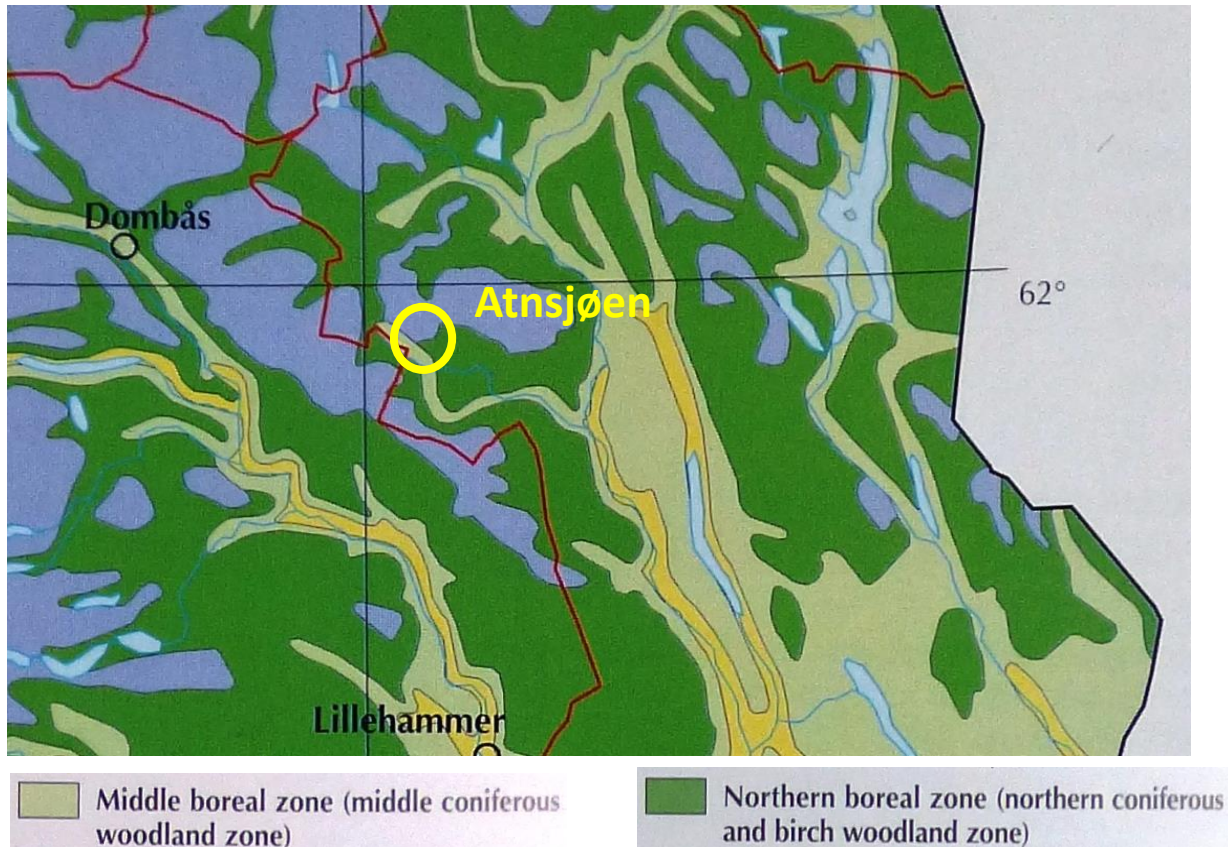 Dombås
Atnsjøen
62°
Lillehammer
Middle boreal zone (middle coniferous
woodland zone)
Northern boreal zone (northern coniferous
and birch woodland zone)